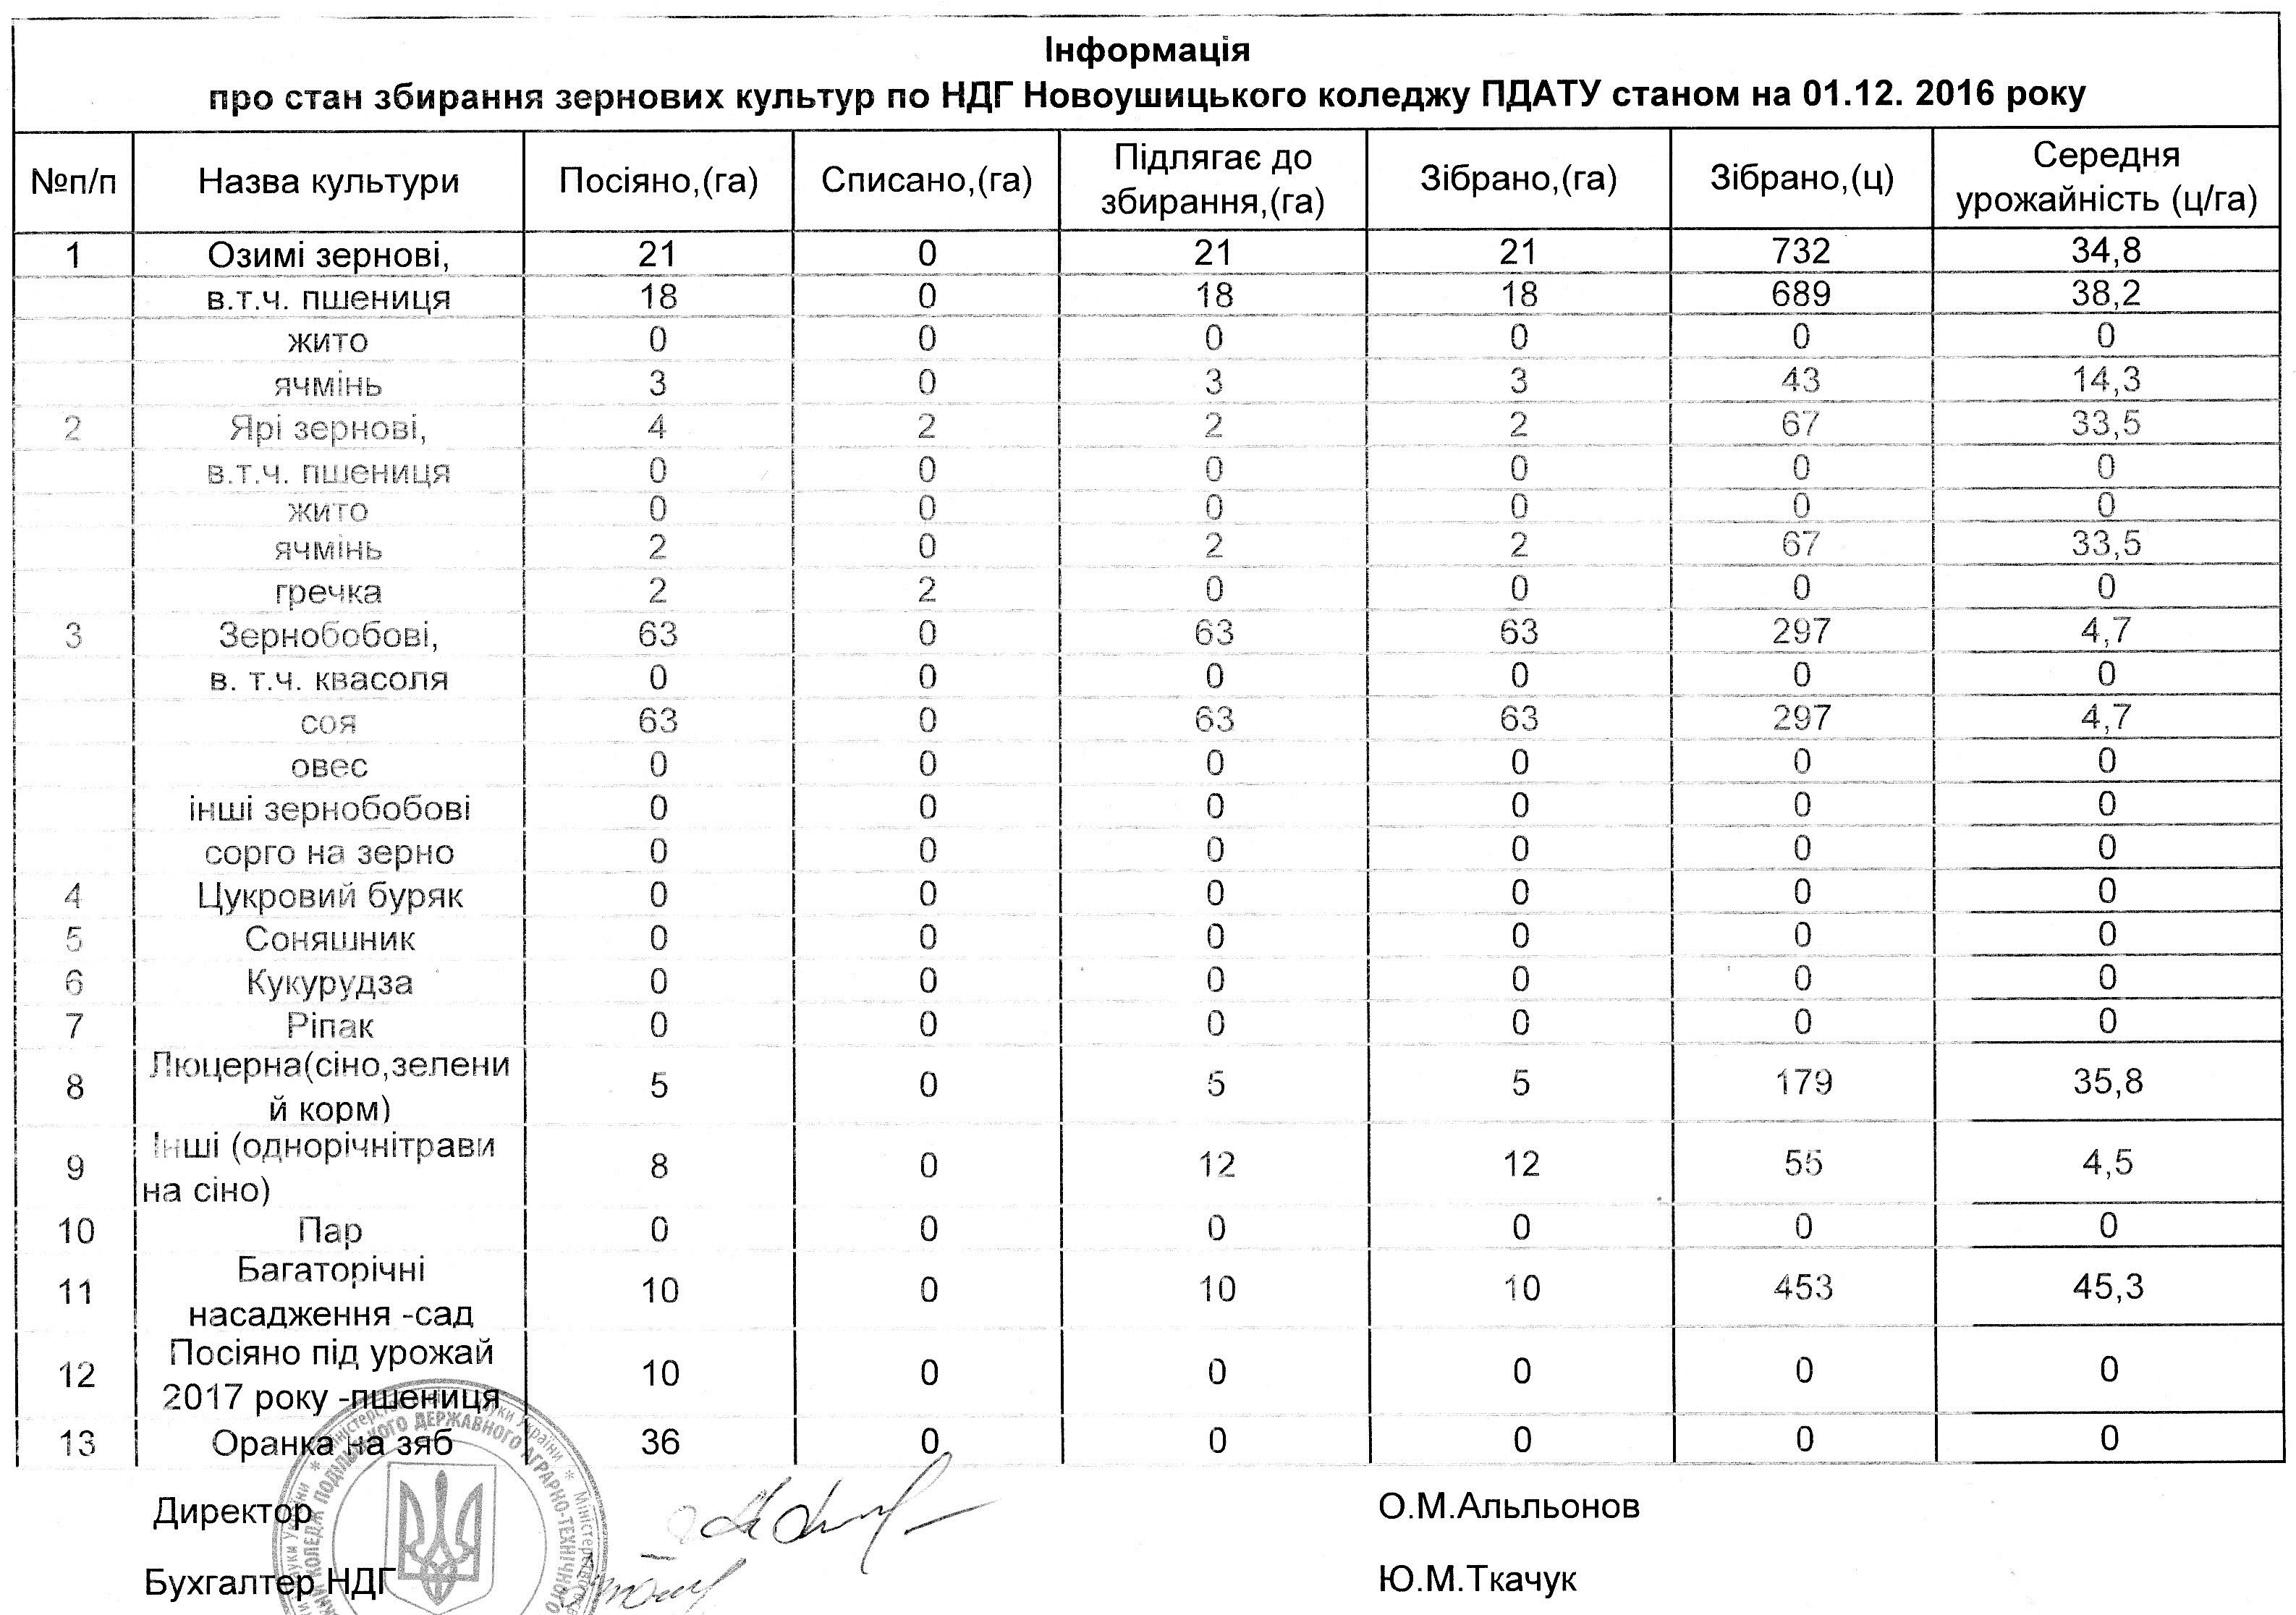 Інформація
про стан збирання зернових культур по НДГ Новоушицького коледжу ПДАТУ станом на 01.12. 2016 року
№п/п Назва культури Посіяно,(га) Списано,(га) Підлягає до збирання,(га) Зібрано,(га) Зібрано,(ц) Середня урожайність (ц/га)
1 Озимі зернові, 21 0 21 21 732 34,8
в.т.ч. пшениця 18 0 18 18 689 38,2
жито 0 0 0 0 0 0
ячмінь 3 0 3 3 43 14,3
2 Ярі зернові, 4 2 2 2 67 33,5
в.т.ч. пшениця 0 0 0 0 0 0
жито 0 0 0 0 0 0
ячмінь 2 0 2 2 67 33,5
гречка 2 2 0 0 0 0
3 Зернобобові, 63 0 63 63 297 4,7
в. т.ч. квасоля 0 0 0 0 0 0
соя 63 0 63 63 297 4,7
овес 0 0 0 0 0 0
інші зернобобові 0 0 0 0 0 0
сорго на зерно 0 0 0 0 0 0
4 Цукровий буряк 0 0 0 0 0 0
5 Соняшник 0 0 0 0 0 0
6 Кукурудза 0 0 0 0 0 0
7 Ріпак 0 0 0 0 0 0
8 Люцерна(сіно,зелений корм) 5 0 5 5 179 35,8
9 Інші (однорічнітрави на сіно) 8 0 12 12 55 4,5
10 Пар 0 0 0 0 0 0
11 Багаторічні насадження -сад 10 0 10 10 453 45,3
12 Посіяно під урожай 2017 року -пшениця 10 0 0 0 0 0
13 Оранка на зяб 36 0 0 0 0 0
Директор О.М.Альльонов
Бухгалтер НДГ Ю.М.Ткачук
КОЛЕДЖ ПОДІЛЬСЬКОГО ДЕРЖАВНОГО АГРАРНО-ТЕХНІЧНОГО